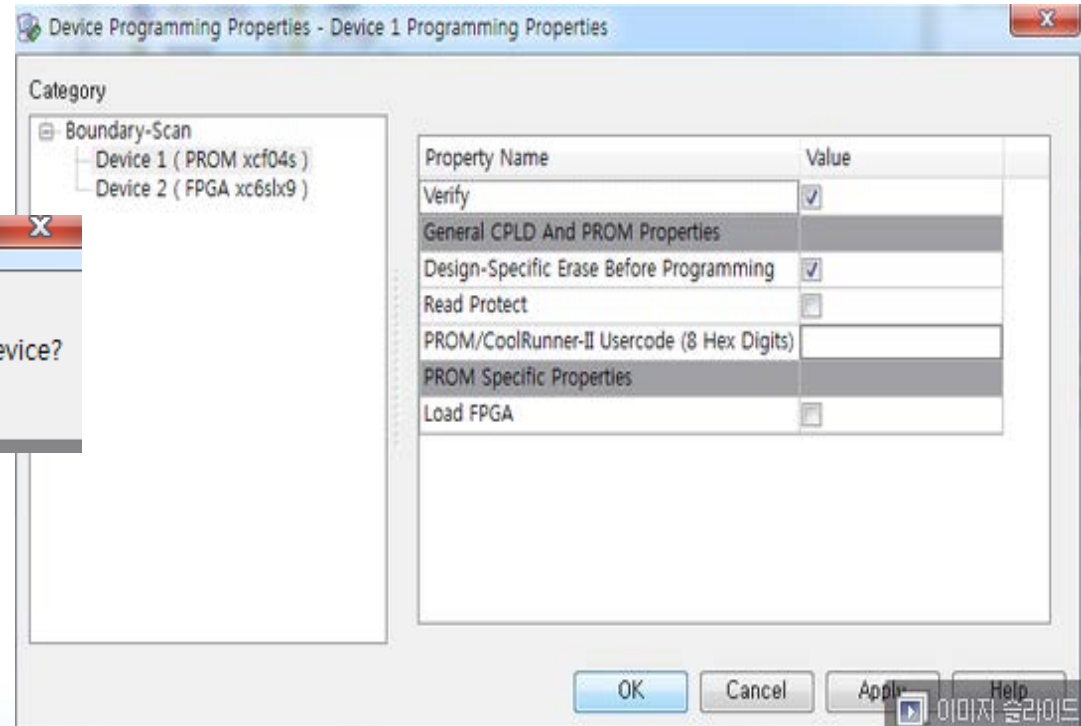 Device Programming Properties - Device 1 Programming Properties
Category
Boundary-Scan
Device 1 ( PROM xcf04s )
Device 2 ( FPGA xc6slx9 )
evice?
Property Name Value
Verify
General CPLD And PROM Properties
Design-Specific Erase Before Programming
Read Protect
PROM/CoolRunner-II Usercode (8 Hex Digits)
PROM Specific Properties
Load FPGA
OK Cancel Apply Help
이미지 슬라이드